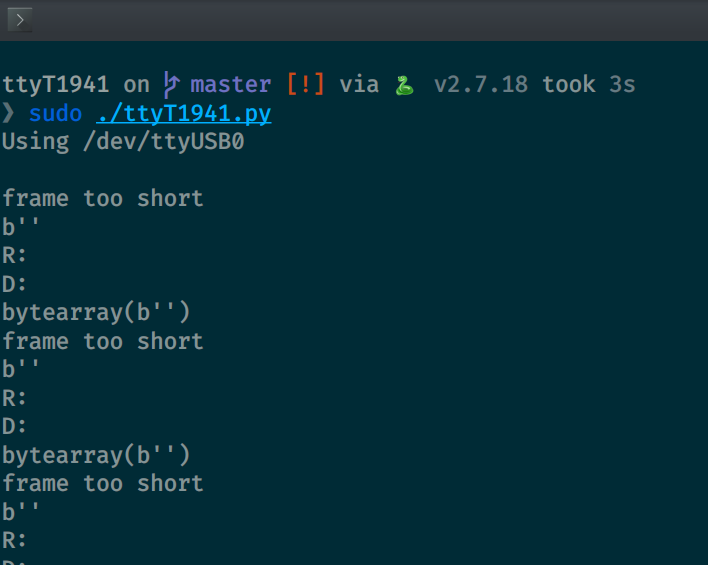 ttyT1941 on master [!] via v2.7.18 took 3s
❯ sudo ./ttyT1941.py
Using /dev/ttyUSB0
frame too short
b''
R:
D:
bytearray(b'')
frame too short
b''
R:
D:
bytearray(b'')
frame too short
b''
R:
D: